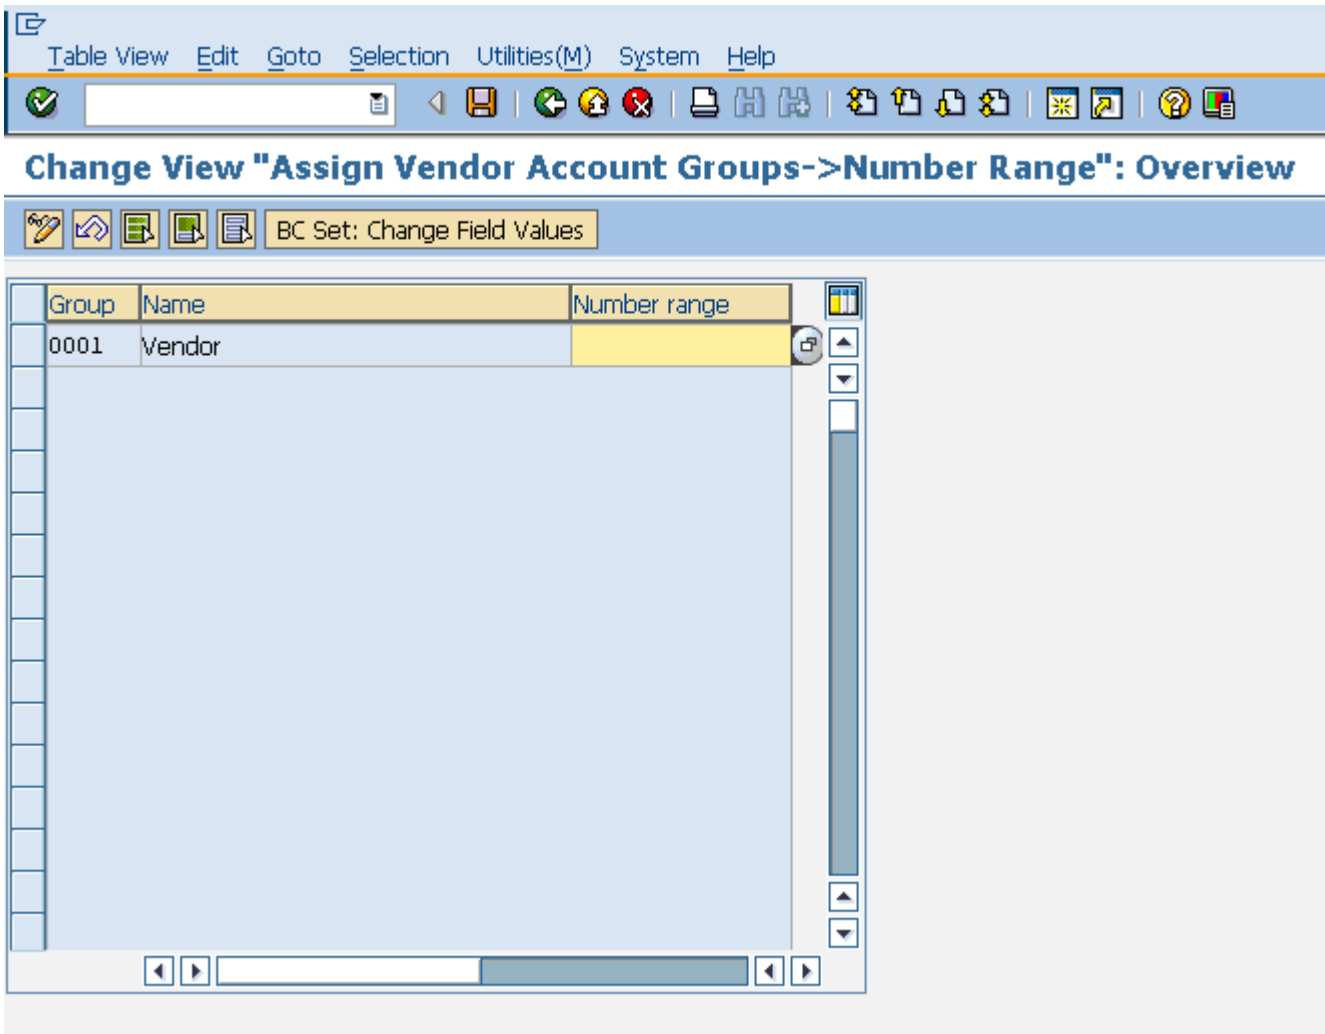 Table View Edit Goto Selection Utilities(M) System Help
Change View "Assign Vendor Account Groups->Number Range": Overview
BC Set: Change Field Values
Group Name Number range
0001 Vendor